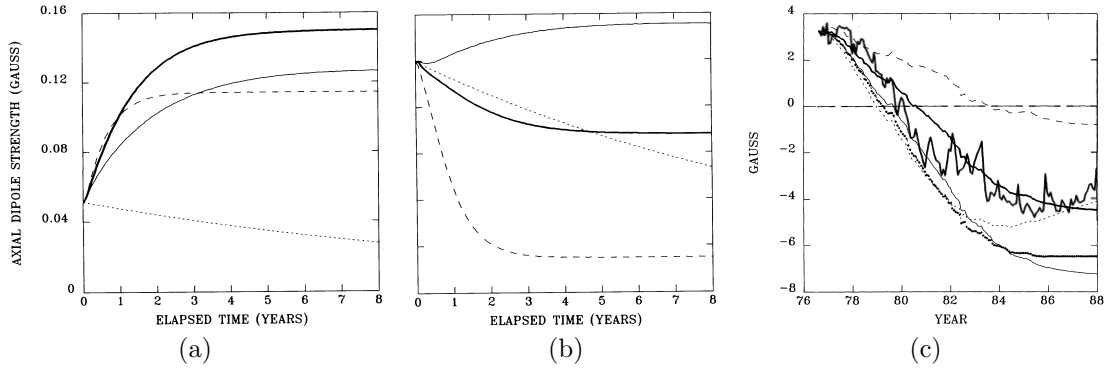 0.16
0.12
0.08
0.04
0
AXIAL DIPOLE STRENGTH (GAUSS)
0 1 2 3 4 5 6 7 8
ELAPSED TIME (YEARS)
(a)
0 1 2 3 4 5 6 7 8
ELAPSED TIME (YEARS)
(b)
4
2
0
-2
-4
-6
-8
GAUSS
76 78 80 82 84 86 88
YEAR
(c)